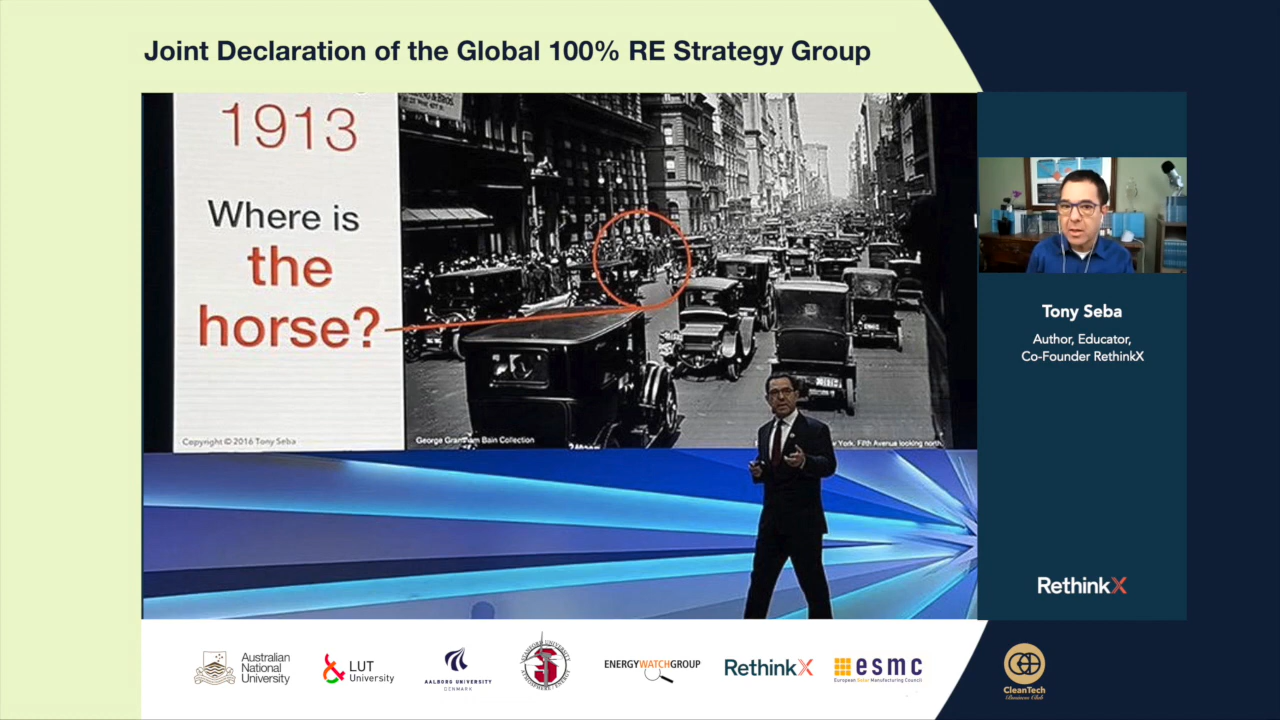 Joint Declaration of the Global 100% RE Strategy Group
1913
Where is
the
horse?
Copyright © 2016 Tony Seba
George Grantham Bain Collection
York, Fifth Avenue looking north.
Tony Seba
Author, Educator,
Co-Founder RethinkX
RethinkX
Australian
National
University
LUT
University
AALBORG UNIVERSITY
DENMARK
ENERGYWATCHGROUP
RethinkX
esmc
European Solar Manufacturing Council
CleanTech
Business Club